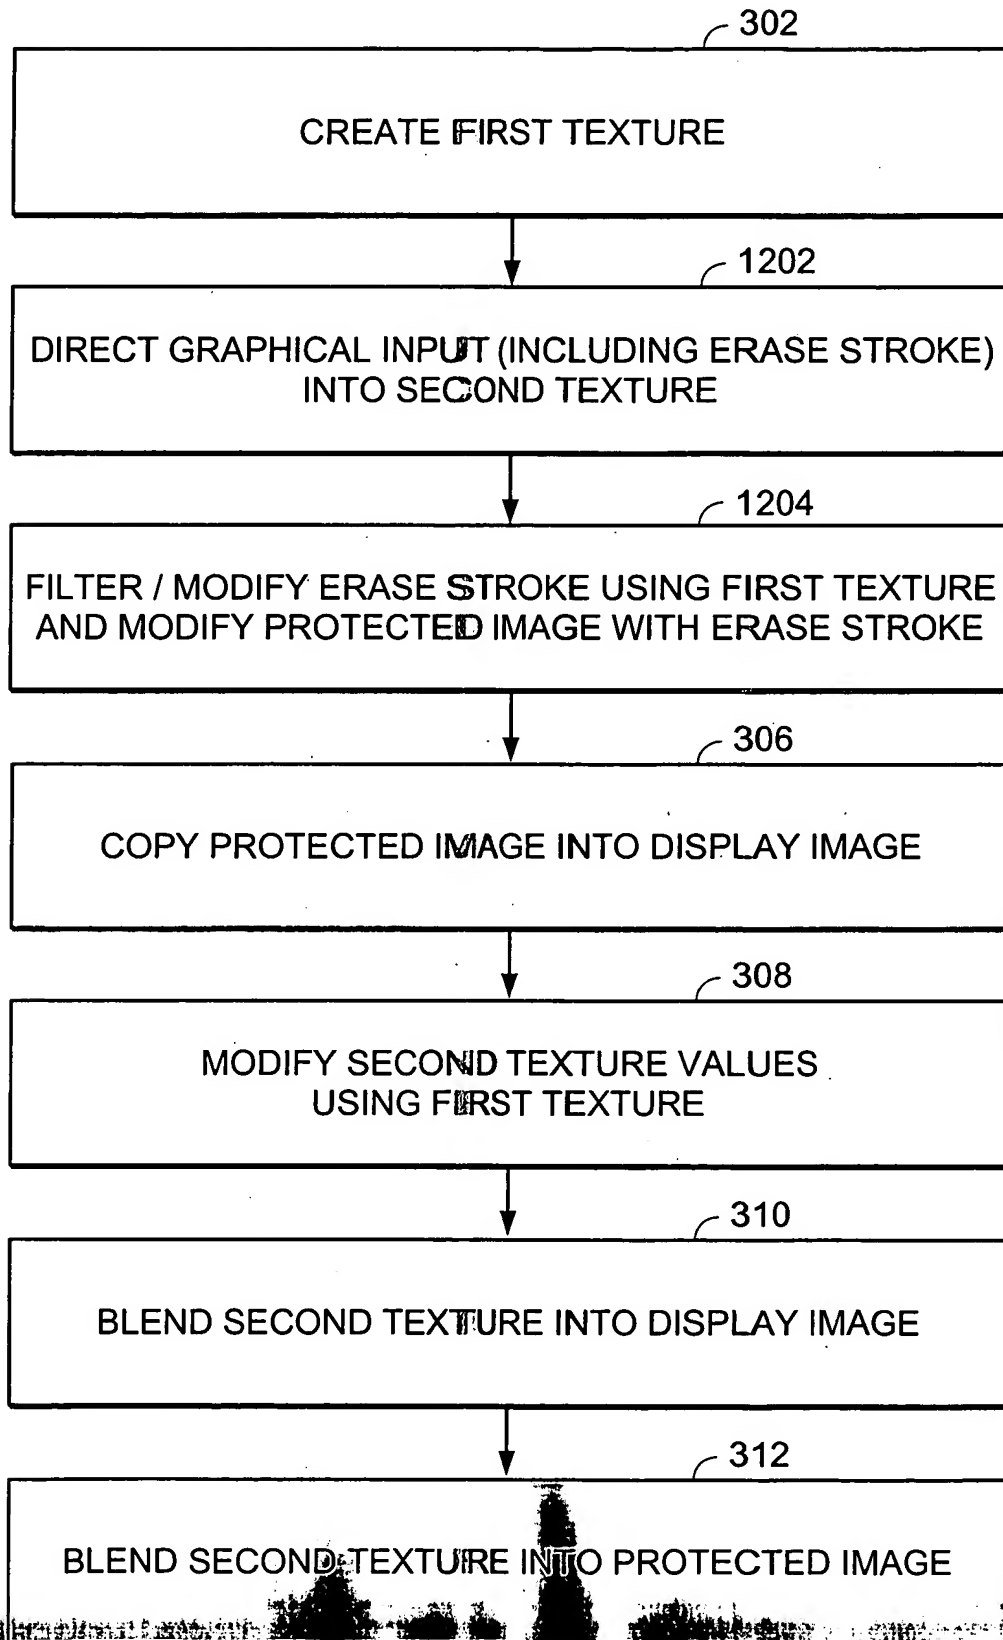 302
CREATE FIRST TEXTURE
1202
DIRECT GRAPHICAL INPUT (INCLUDING ERASE STROKE)
INTO SECOND TEXTURE
1204
FILTER / MODIFY ERASE STROKE USING FIRST TEXTURE
AND MODIFY PROTECTED IMAGE WITH ERASE STROKE
306
COPY PROTECTED IMAGE INTO DISPLAY IMAGE
308
MODIFY SECOND TEXTURE VALUES
USING FIRST TEXTURE
310
BLEND SECOND TEXTURE INTO DISPLAY IMAGE
312
BLEND SECOND TEXTURE INTO PROTECTED IMAGE